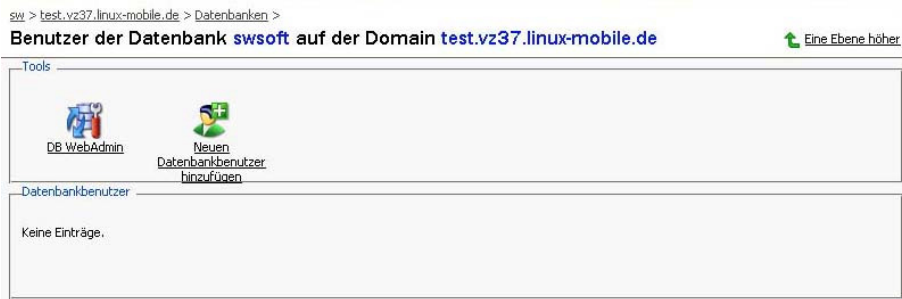 sw > test.vz37.linux-mobile.de > Datenbanken >
Benutzer der Datenbank swsoft auf der Domain test.vz37.linux-mobile.de
Eine Ebene höher
Tools
DB WebAdmin
Neuen
Datenbankbenutzer
hinzufügen
Datenbankbenutzer
Keine Einträge.